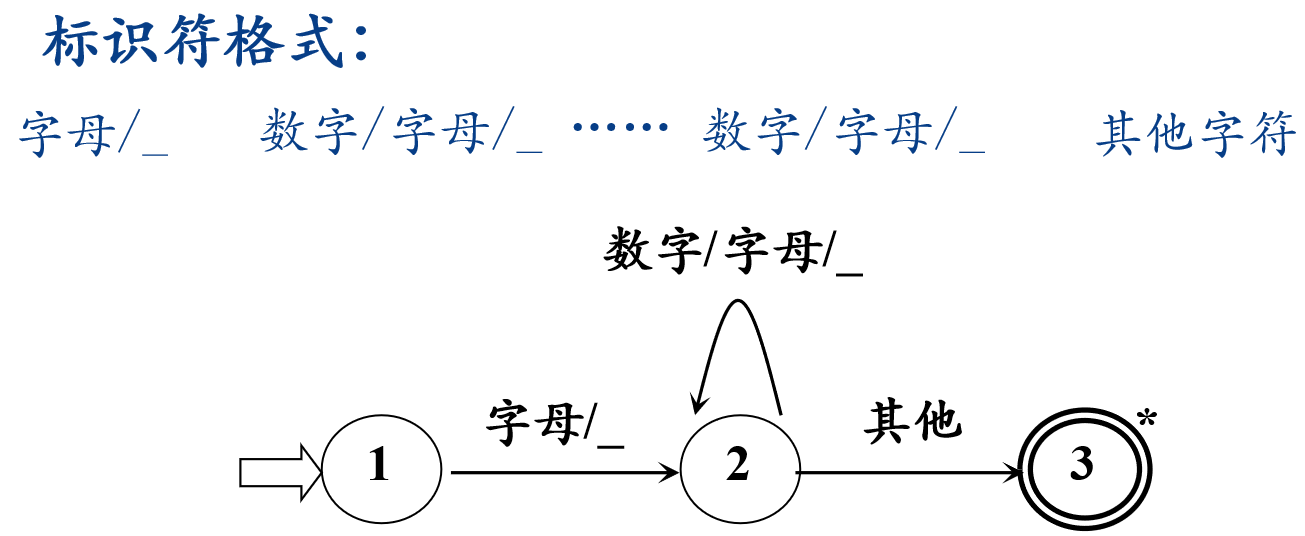 标识符格式：
字母/_ 数字/字母/_ …… 数字/字母/_ 其他字符
数字/字母/_
字母/_ 其他 *
1 2 3